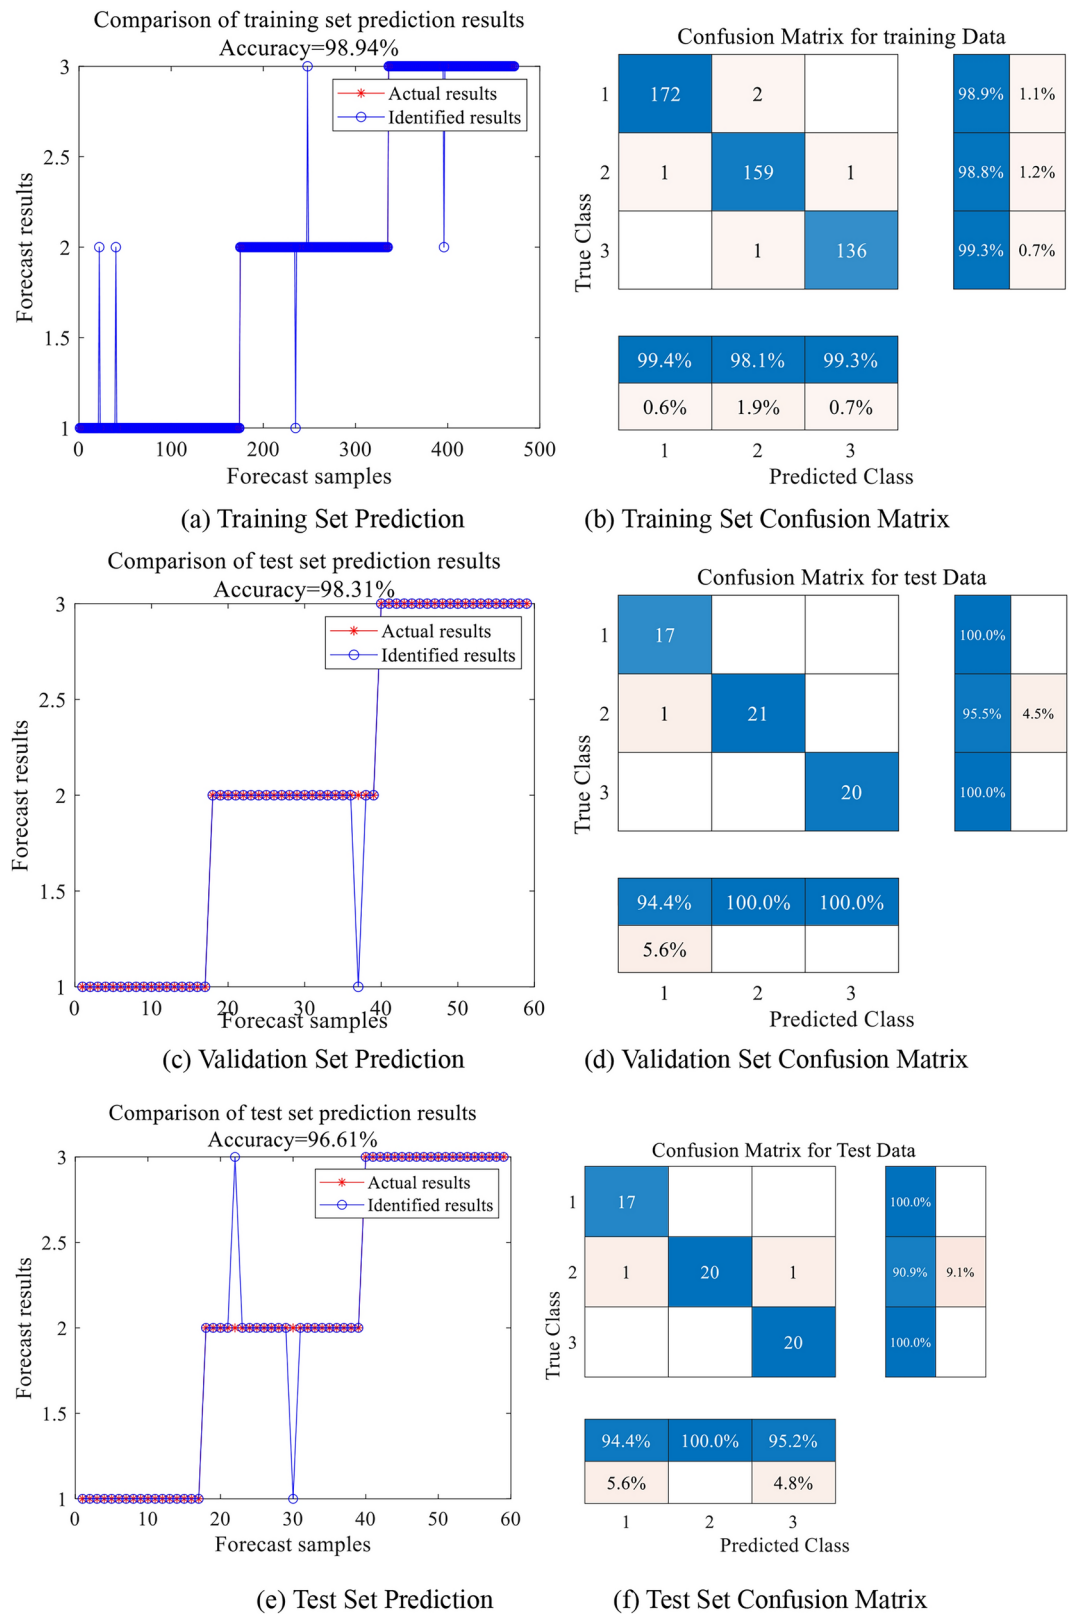 Comparison of training set prediction results
Accuracy=98.94%
3
2.5
2
1.5
1
0 100 200 300 400 500
Forecast results
Forecast samples
Actual results
Identified results
(a) Training Set Prediction
Confusion Matrix for training Data
1 172 2
2 1 159 1
3 1 136
True Class
98.9% 1.1%
98.8% 1.2%
99.3% 0.7%
99.4% 98.1% 99.3%
0.6% 1.9% 0.7%
1 2 3
Predicted Class
(b) Training Set Confusion Matrix
Comparison of test set prediction results
Accuracy=98.31%
3
2.5
2
1.5
1
0 10 20 30 40 50 60
Forecast results
Forecast samples
Actual results
Identified results
(c) Validation Set Prediction
Confusion Matrix for test Data
1 17
2 1 21
3 20
True Class
100.0%
95.5% 4.5%
100.0%
94.4% 100.0% 100.0%
5.6%
1 2 3
Predicted Class
(d) Validation Set Confusion Matrix
Comparison of test set prediction results
Accuracy=96.61%
3
2.5
2
1.5
1
0 10 20 30 40 50 60
Forecast results
Forecast samples
Actual results
Identified results
(e) Test Set Prediction
Confusion Matrix for Test Data
1 17
2 1 20 1
3 20
True Class
100.0%
90.9% 9.1%
100.0%
94.4% 100.0% 95.2%
5.6% 4.8%
1 2 3
Predicted Class
(f) Test Set Confusion Matrix